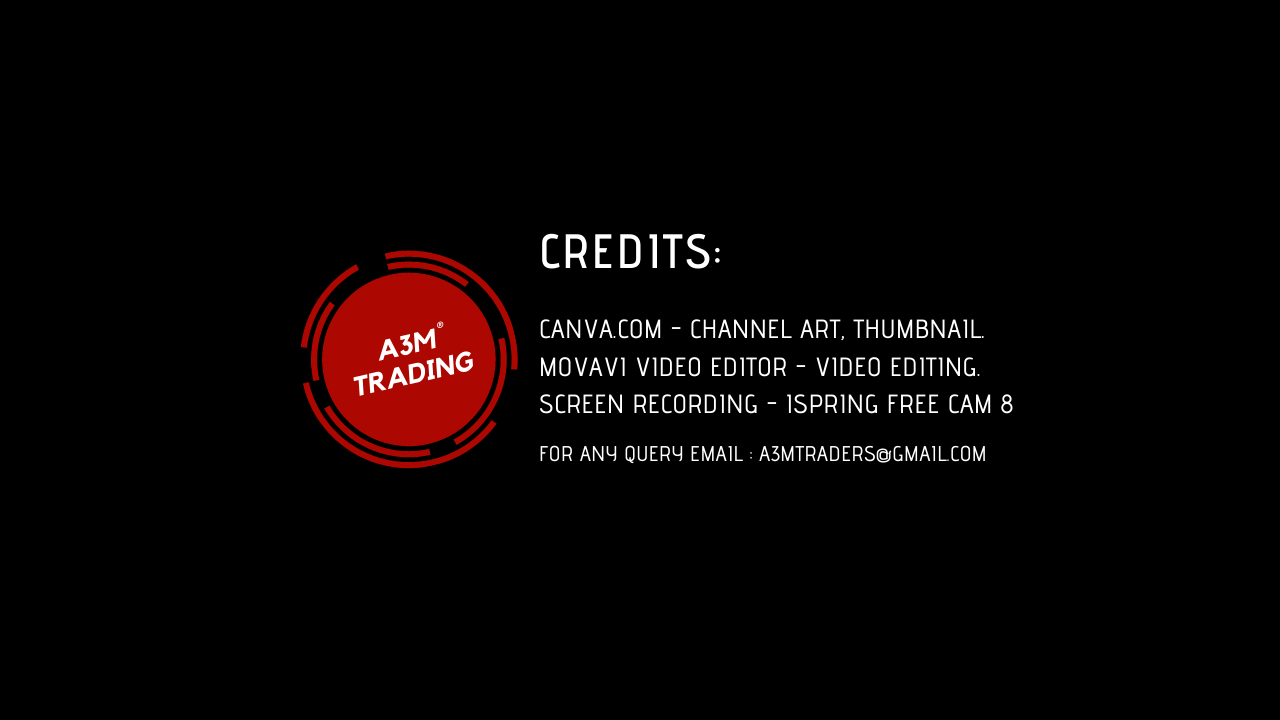 A3M®
TRADING
CREDITS:
CANVA.COM - CHANNEL ART, THUMBNAIL.
MOVAVI VIDEO EDITOR - VIDEO EDITING.
SCREEN RECORDING - ISPRING FREE CAM 8
FOR ANY QUERY EMAIL : A3MTRADERS@GMAIL.COM